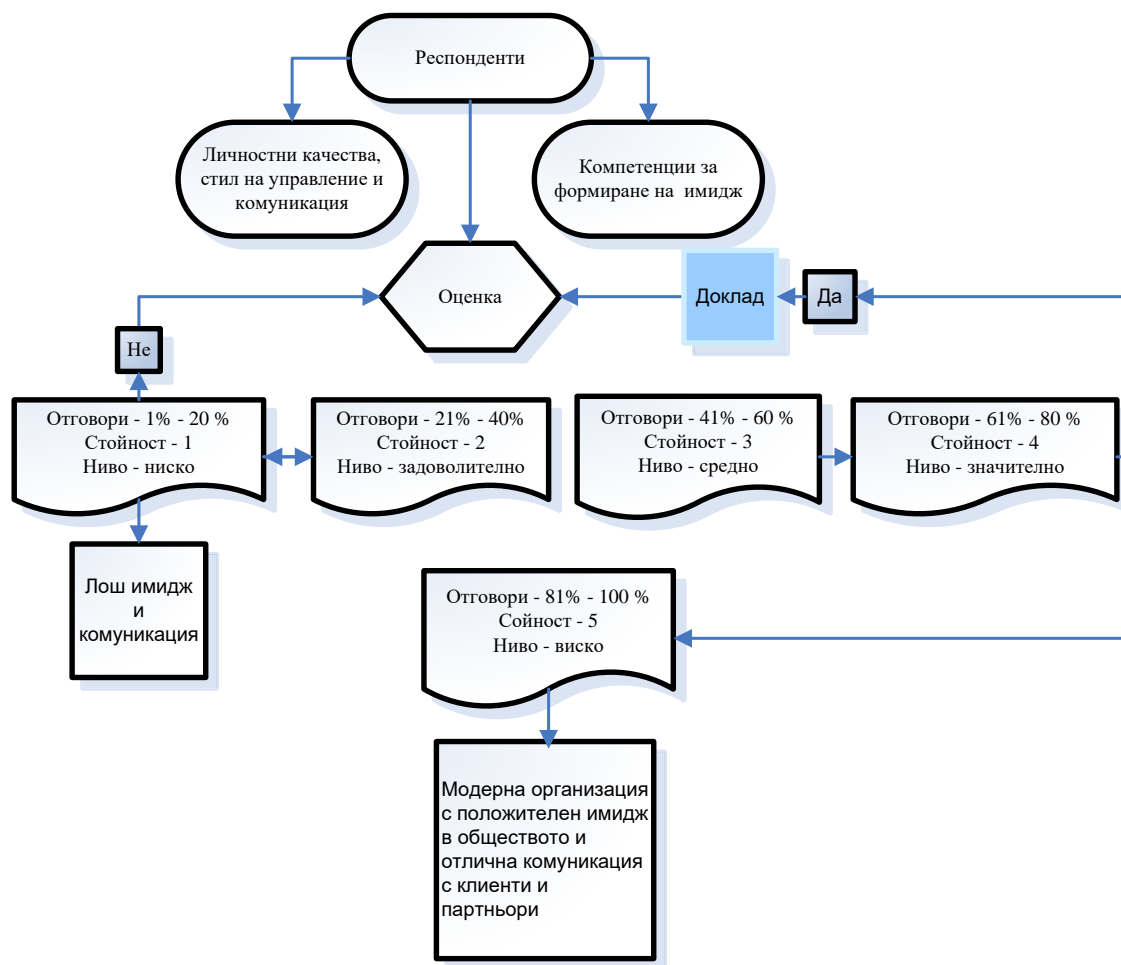 Респонденти
Личностни качества,
стил на управление и
комуникация
Компетенции за
формиране на имидж
Оценка
Доклад
Да
Не
Отговори - 1% - 20 %
Стойност - 1
Ниво - ниско
Отговори - 21% - 40%
Стойност - 2
Ниво - задоволително
Отговори - 41% - 60 %
Стойност - 3
Ниво - средно
Отговори - 61% - 80 %
Стойност - 4
Ниво - значително
Лош имидж
и
комуникация
Отговори - 81% - 100 %
Сойност - 5
Ниво - виско
Модерна организация
с положителен имидж
в обществото и
отлична комуникация
с клиенти и
партньори